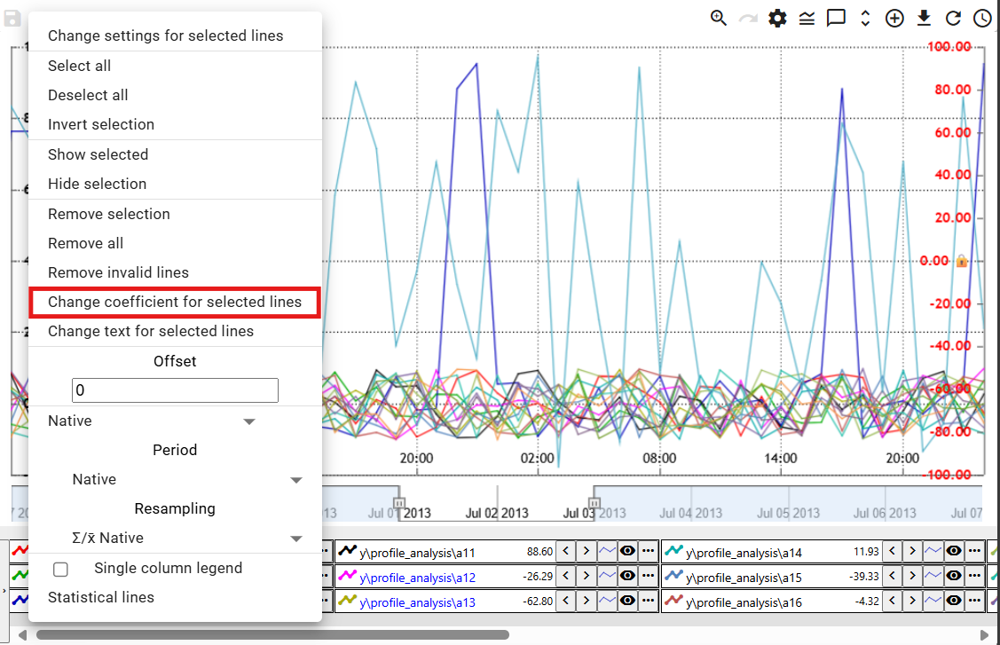 Change settings for selected lines
Select all
Deselect all
Invert selection
Show selected
Hide selection
Remove selection
Remove all
Remove invalid lines
Change coefficient for selected lines
Change text for selected lines
Offset
0
Native
Period
Native
Resampling
Σ/x̄ Native
Single column legend
Statistical lines
100.00
80.00
60.00
40.00
20.00
0.00
-20.00
-40.00
-60.00
-80.00
-100.00
20:00 02:00 08:00 14:00 20:00
Jul 01 2013 Jul 02 2013 Jul 03 2013 Jul 04 2013 Jul 05 2013 Jul 06 2013 Jul 07
y\profile_analysis\a11 88.60 y\profile_analysis\a14 11.93
y\profile_analysis\a12 -26.29 y\profile_analysis\a15 -39.33
y\profile_analysis\a13 -62.80 y\profile_analysis\a16 -4.32